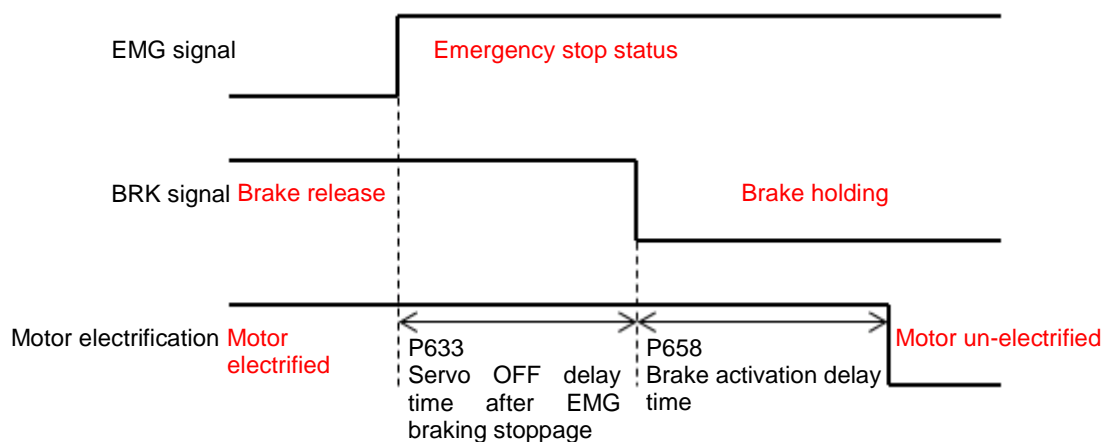 EMG signal
Emergency stop status
BRK signal Brake release
Brake holding
Motor electrification Motor
electrified
Motor un-electrified
P633
Servo OFF delay
time after EMG
braking stoppage
P658
Brake activation delay
time